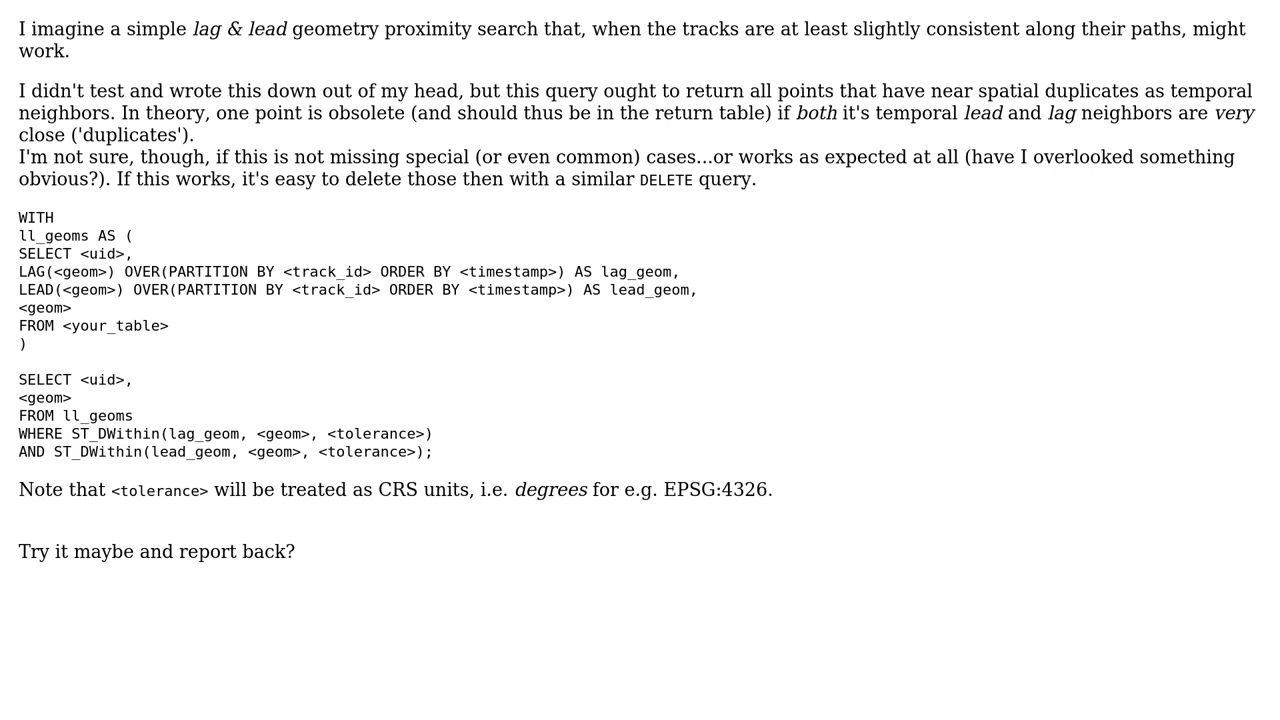 I imagine a simple lag & lead geometry proximity search that, when the tracks are at least slightly consistent along their paths, might
work.
I didn't test and wrote this down out of my head, but this query ought to return all points that have near spatial duplicates as temporal
neighbors. In theory, one point is obsolete (and should thus be in the return table) if both it's temporal lead and lag neighbors are very
close ('duplicates').
I'm not sure, though, if this is not missing special (or even common) cases...or works as expected at all (have I overlooked something
obvious?). If this works, it's easy to delete those then with a similar DELETE query.
WITH
ll_geoms AS (
SELECT <uid>,
LAG(<geom>) OVER(PARTITION BY <track_id> ORDER BY <timestamp>) AS lag_geom,
LEAD(<geom>) OVER(PARTITION BY <track_id> ORDER BY <timestamp>) AS lead_geom,
<geom>
FROM <your_table>
)
SELECT <uid>,
<geom>
FROM ll_geoms
WHERE ST_DWithin(lag_geom, <geom>, <tolerance>)
AND ST_DWithin(lead_geom, <geom>, <tolerance>);
Note that <tolerance> will be treated as CRS units, i.e. degrees for e.g. EPSG:4326.
Try it maybe and report back?